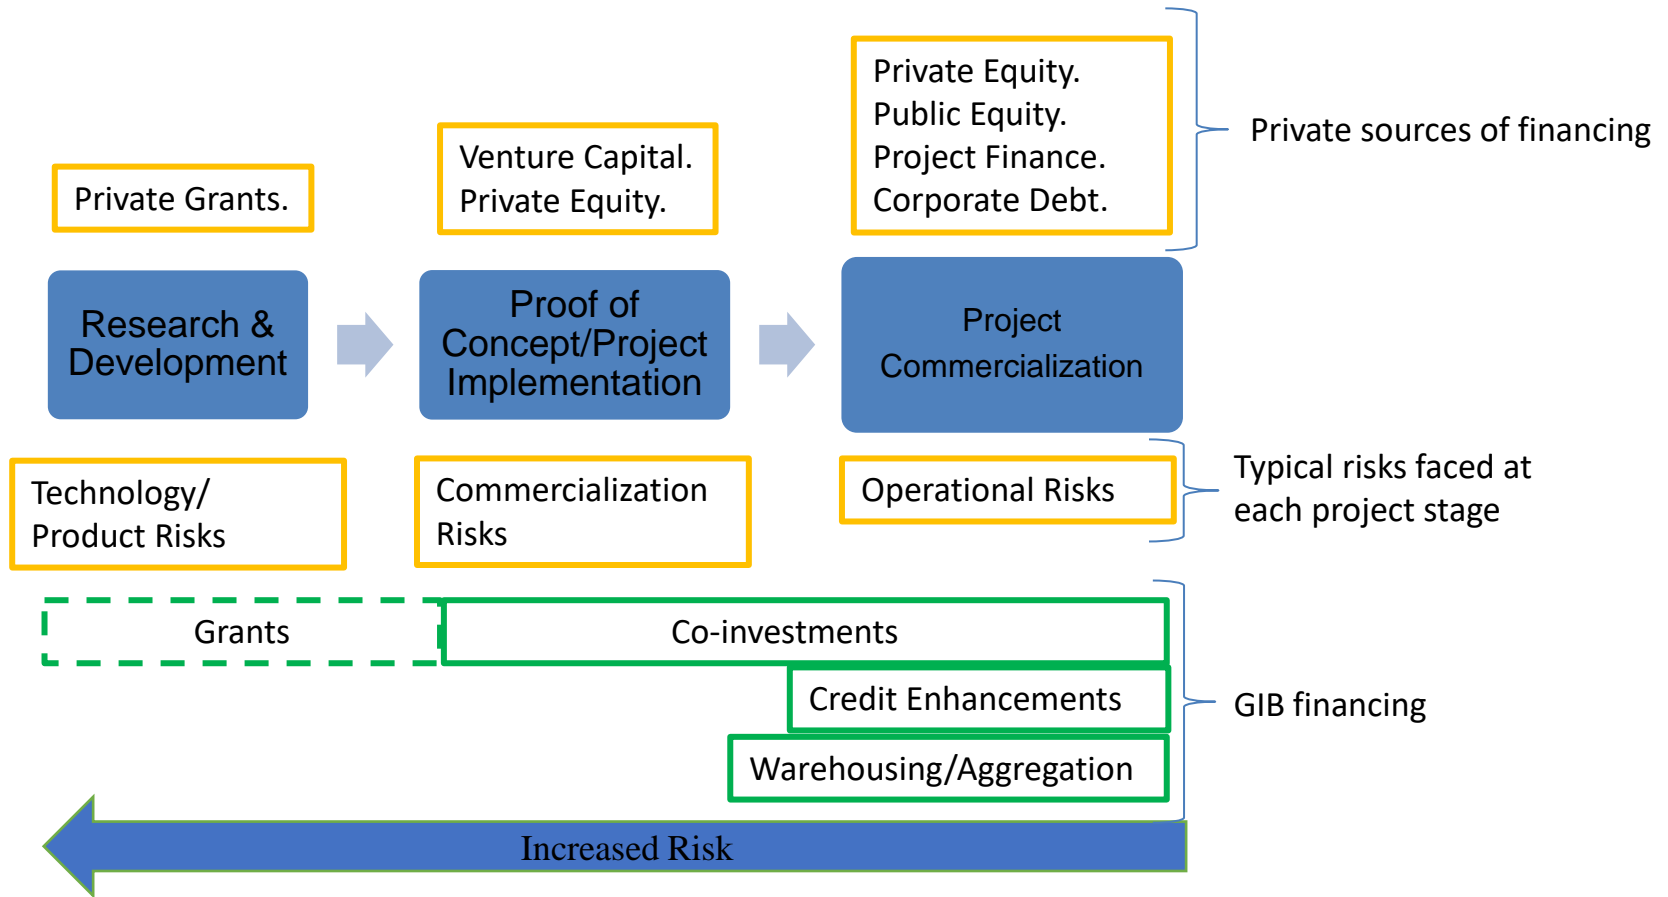 Private Equity.
Public Equity.
Project Finance.
Corporate Debt.
Private sources of financing
Venture Capital.
Private Equity.
Private Grants.
Research &
Development
Proof of
Concept/Project
Implementation
Project
Commercialization
Technology/
Product Risks
Commercialization
Risks
Operational Risks
Typical risks faced at
each project stage
Grants
Co-investments
Credit Enhancements
Warehousing/Aggregation
GIB financing
Increased Risk